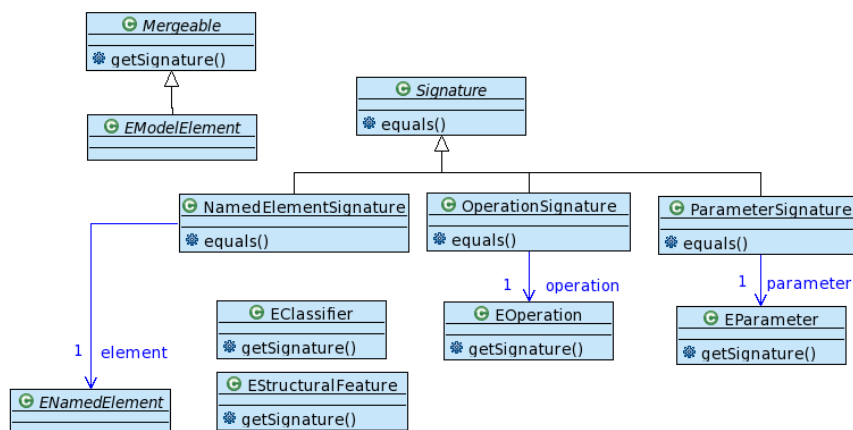 Mergeable
getSignature()
EModelElement
Signature
equals()
NamedElementSignature
equals()
OperationSignature
equals()
ParameterSignature
equals()
1 element
1 operation
1 parameter
EClassifier
getSignature()
EOperation
getSignature()
EParameter
getSignature()
EStructuralFeature
getSignature()
ENamedElement